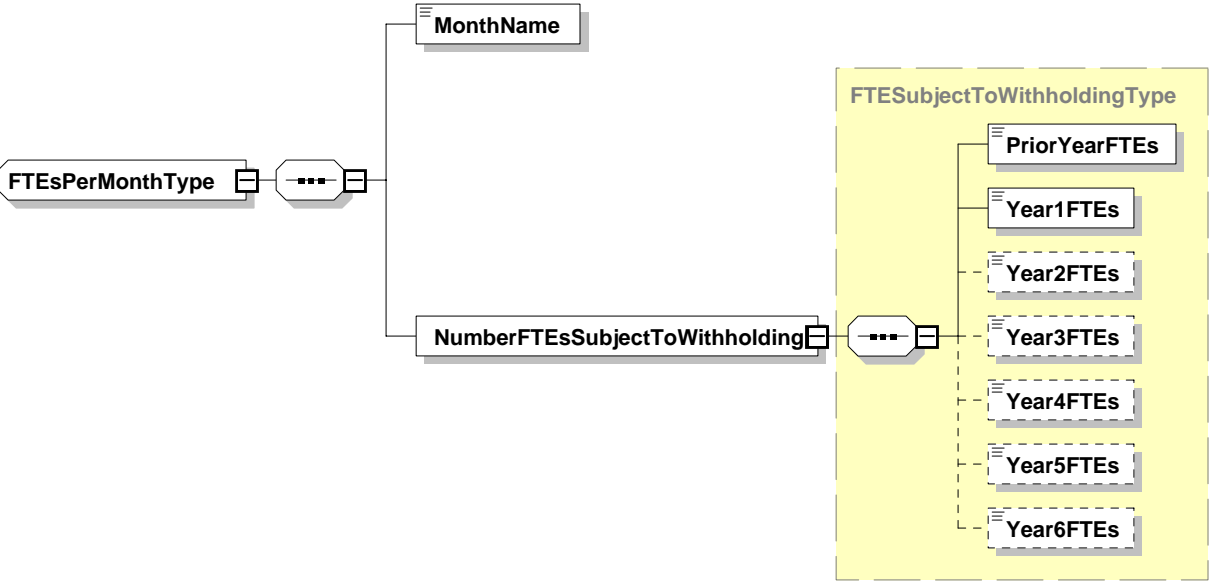 MonthName
FTESubjectToWithholdingType
PriorYearFTEs
FTEsPerMonthType
Year1FTEs
Year2FTEs
NumberFTEsSubjectToWithholding
Year3FTEs
Year4FTEs
Year5FTEs
Year6FTEs